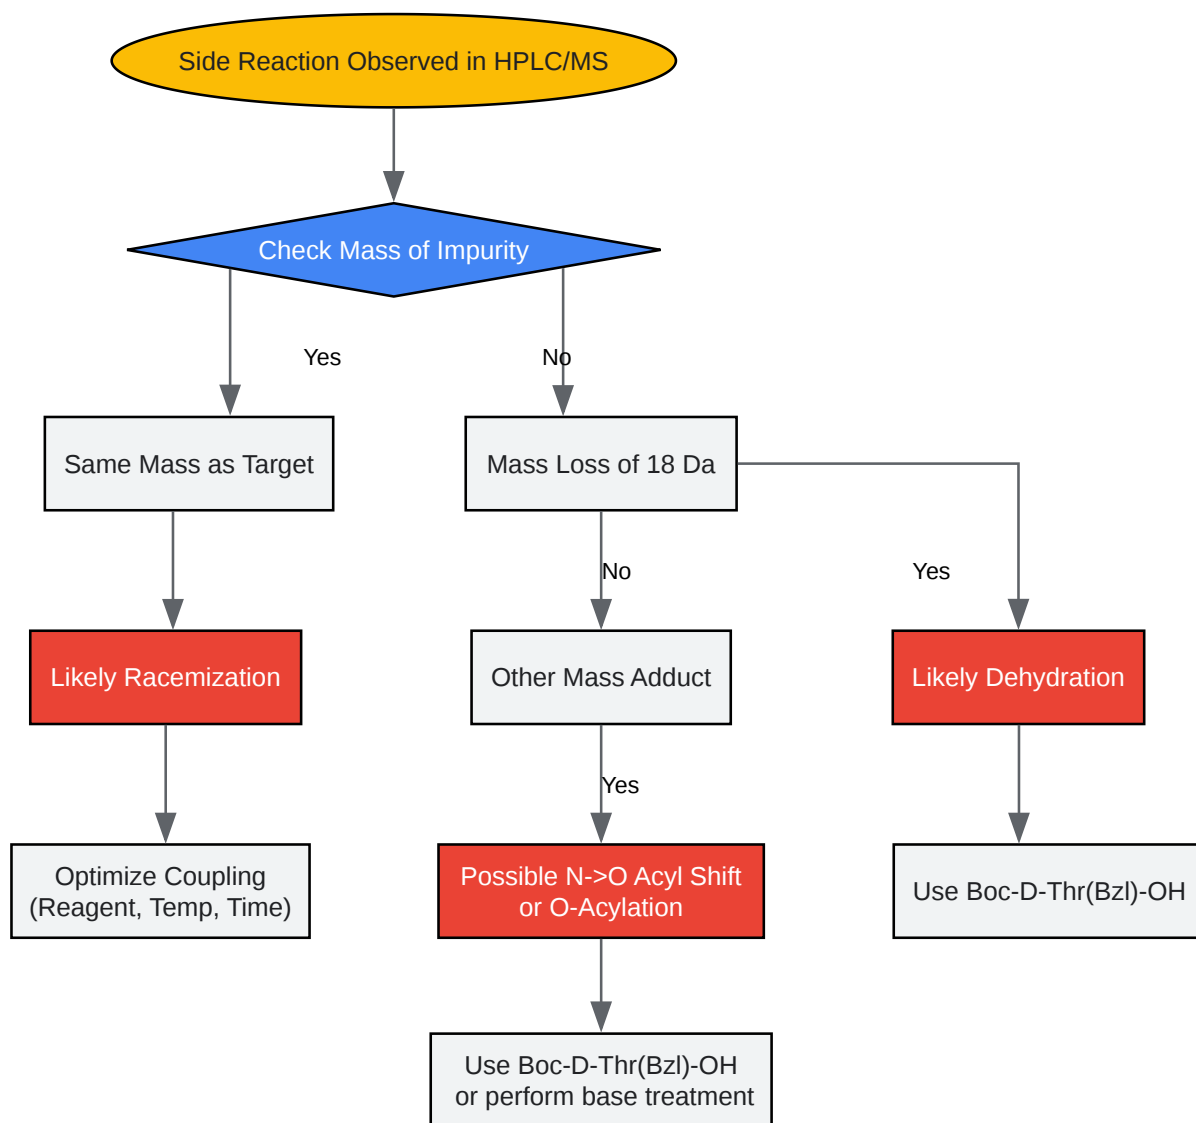 Side Reaction Observed in HPLC/MS
Check Mass of Impurity
Yes
No
Same Mass as Target
Mass Loss of 18 Da
No
Yes
Likely Racemization
Other Mass Adduct
Likely Dehydration
Yes
Optimize Coupling
(Reagent, Temp, Time)
Possible N->O Acyl Shift
or O-Acylation
Use Boc-D-Thr(Bzl)-OH
Use Boc-D-Thr(Bzl)-OH
or perform base treatment